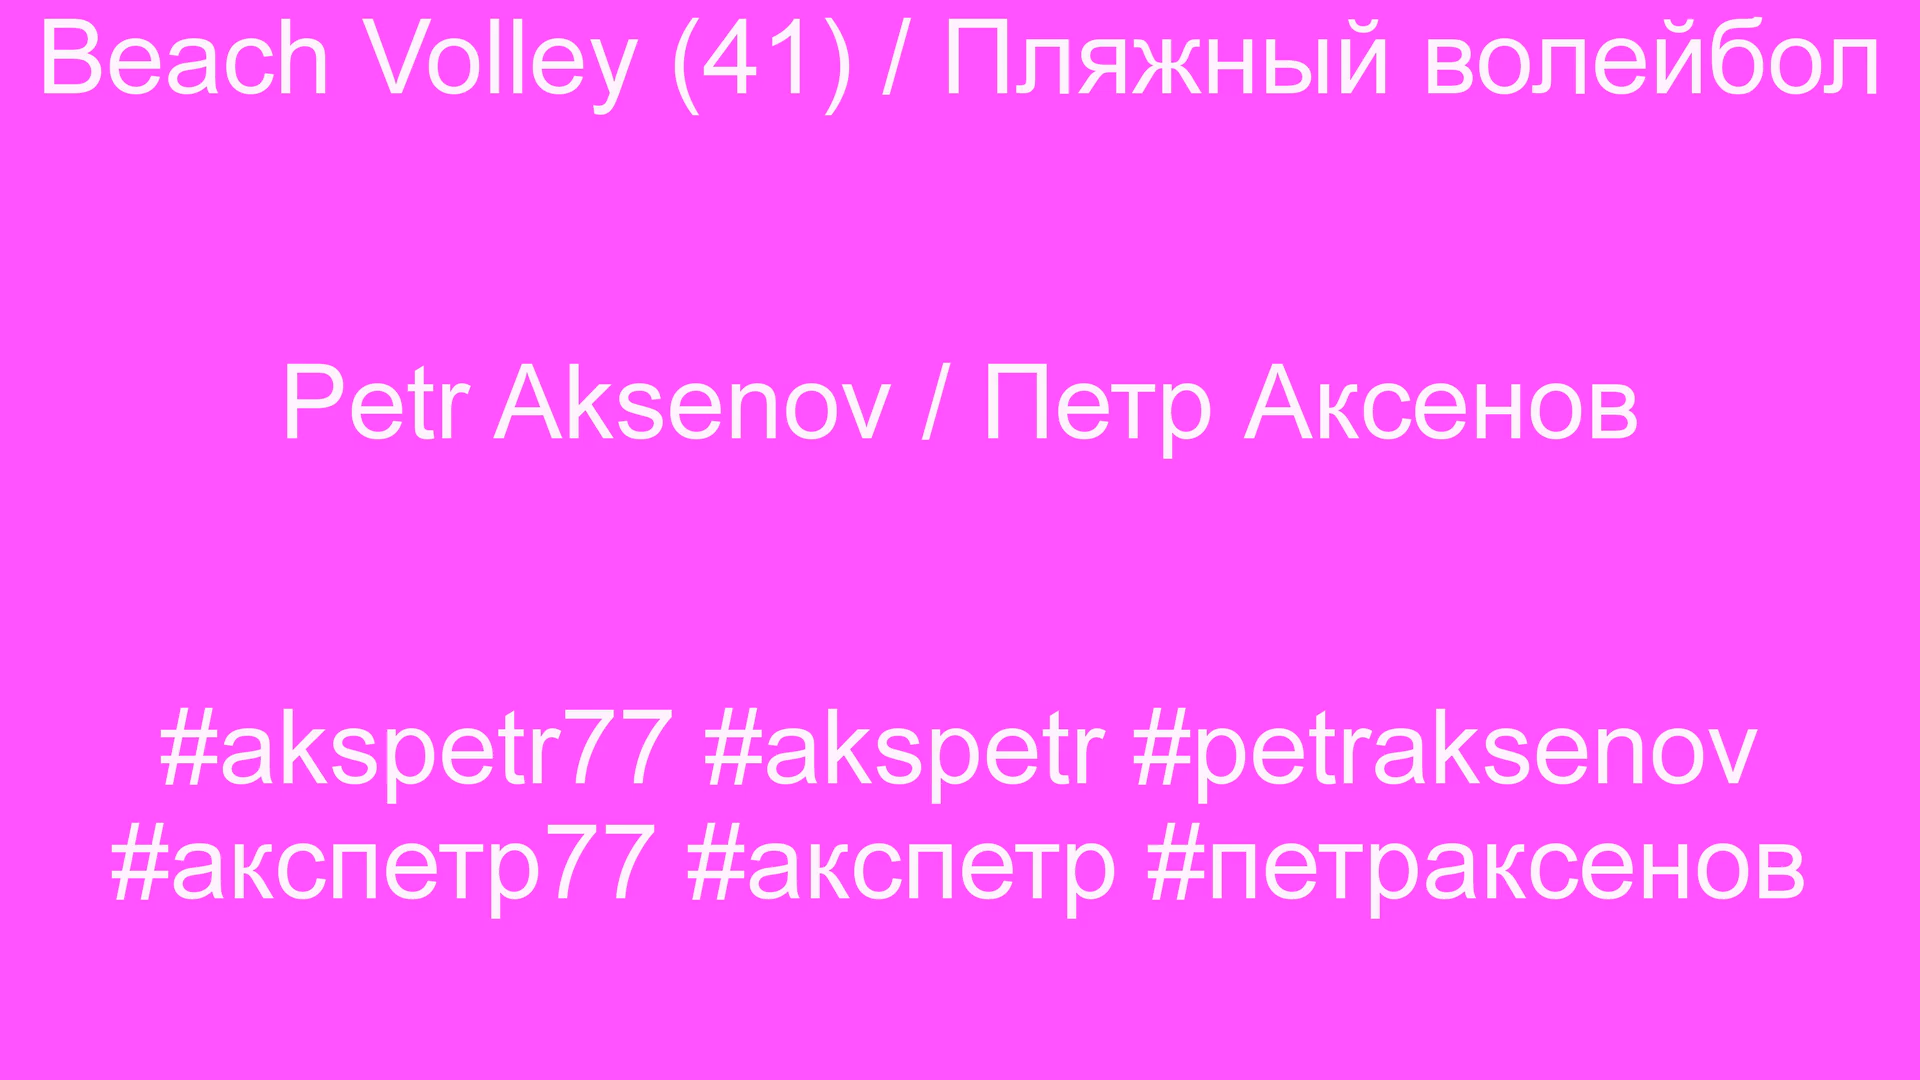 Beach Volley (41) / Пляжный волейбол
Petr Aksenov / Петр Аксенов
#akspetr77 #akspetr #petraksenov
#акспетр77 #акспетр #петраксенов